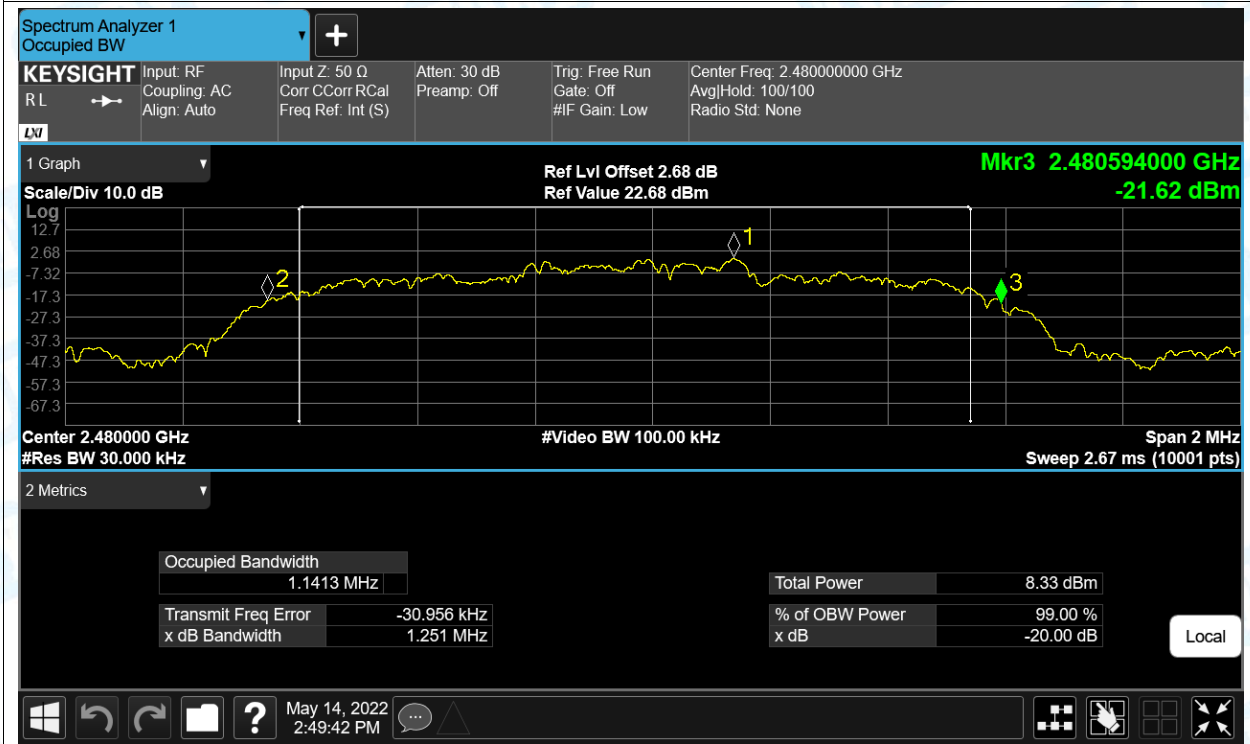 Spectrum Analyzer 1
Occupied BW
KEYSIGHT
R L
LXI
Input: RF
Coupling: AC
Align: Auto
Input Z: 50 Ω
Corr CCorr RCal
Freq Ref: Int (S)
Atten: 30 dB
Preamp: Off
Trig: Free Run
Gate: Off
#IF Gain: Low
Center Freq: 2.480000000 GHz
Avg|Hold: 100/100
Radio Std: None
1 Graph
Scale/Div 10.0 dB
Ref Lvl Offset 2.68 dB
Ref Value 22.68 dBm
Mkr3 2.480594000 GHz
-21.62 dBm
Log
12.7
2.68
-7.32
-17.3
-27.3
-37.3
-47.3
-57.3
-67.3
1
2
3
Center 2.480000 GHz
#Video BW 100.00 kHz
Span 2 MHz
#Res BW 30.000 kHz
Sweep 2.67 ms (10001 pts)
2 Metrics
Occupied Bandwidth
1.1413 MHz
Transmit Freq Error -30.956 kHz
x dB Bandwidth 1.251 MHz
Total Power 8.33 dBm
% of OBW Power 99.00 %
x dB -20.00 dB
Local
?
May 14, 2022
2:49:42 PM